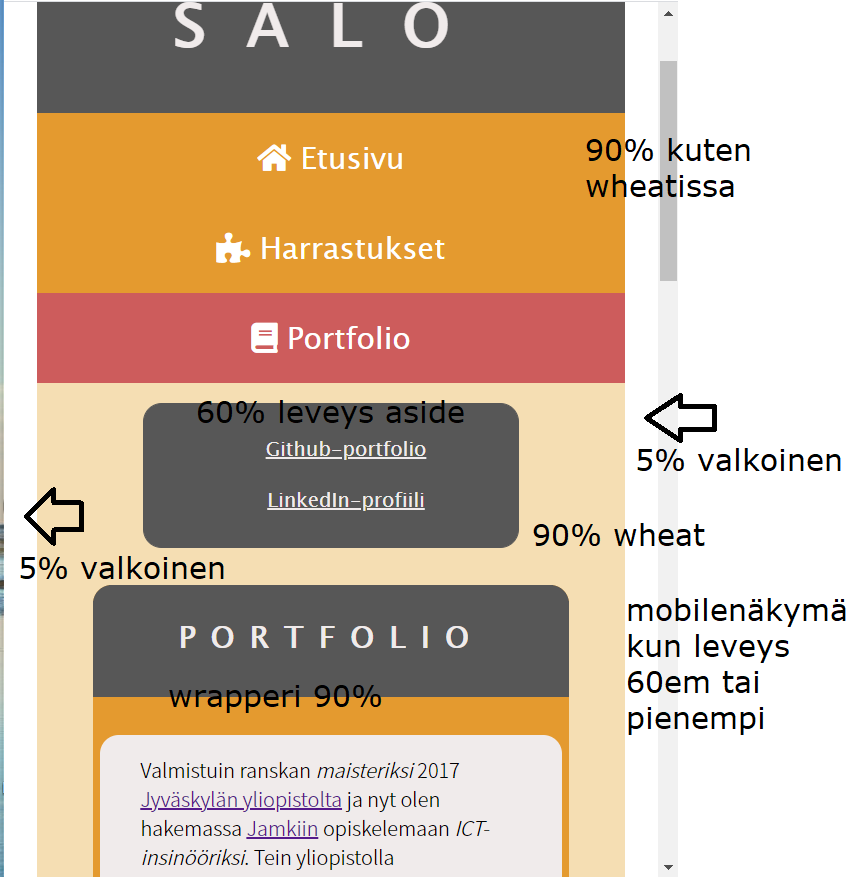 SALO
Etusivu
90% kuten
wheatissa
Harrastukset
Portfolio
60% leveys aside
Github-portfolio
5% valkoinen
LinkedIn-profiili
90% wheat
5% valkoinen
mobilenäkymä
kun leveys
60em tai
pienempi
PORTFOLIO
wrapperi 90%
Valmistuin ranskan maisteriksi 2017
Jyväskylän yliopistolta ja nyt olen
hakemassa Jamkiin opiskelemaan ICT-
insinööriksi. Tein yliopistolla